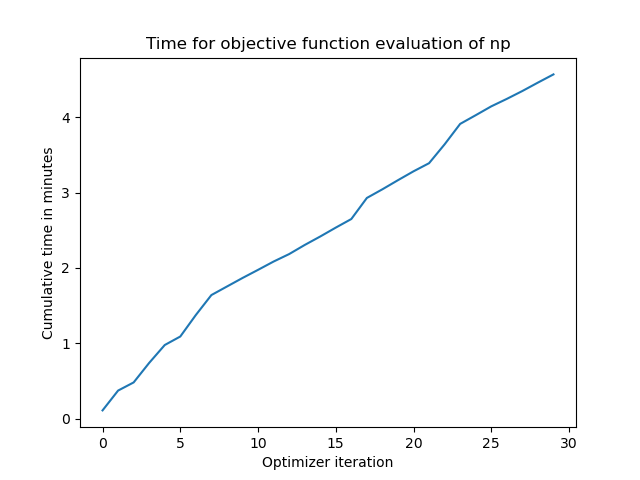 Time for objective function evaluation of np
Cumulative time in minutes
4
3
2
1
0
0 5 10 15 20 25 30
Optimizer iteration